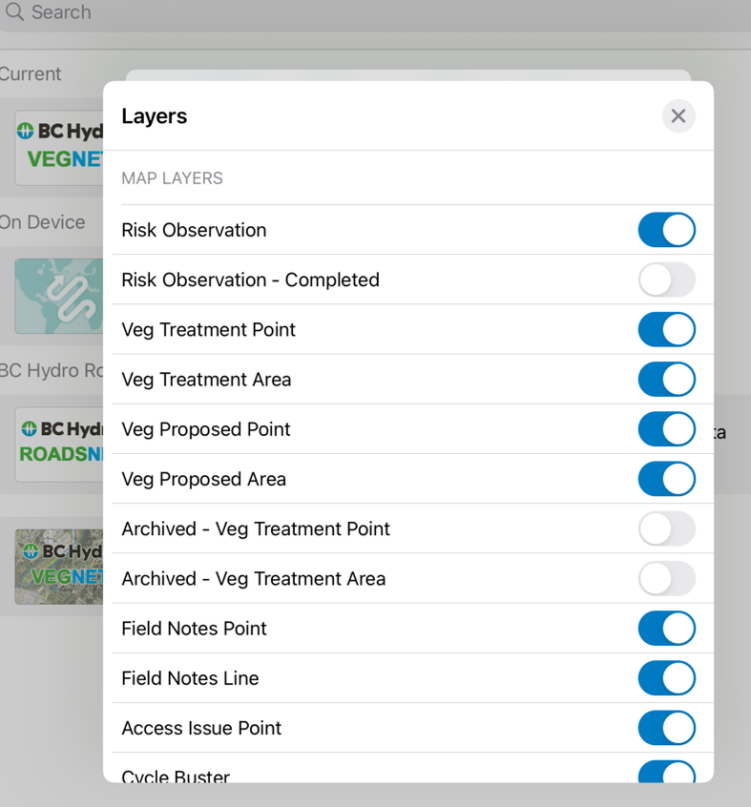 Search
Current
BC Hyd
VEGNE
On Device
BC Hydro Ro
BC Hyd
ROADSN
BC Hyd
VEGNET
Layers
MAP LAYERS
Risk Observation
Risk Observation - Completed
Veg Treatment Point
Veg Treatment Area
Veg Proposed Point
Veg Proposed Area
ta
Archived - Veg Treatment Point
Archived - Veg Treatment Area
Field Notes Point
Field Notes Line
Access Issue Point
Cycle Buster